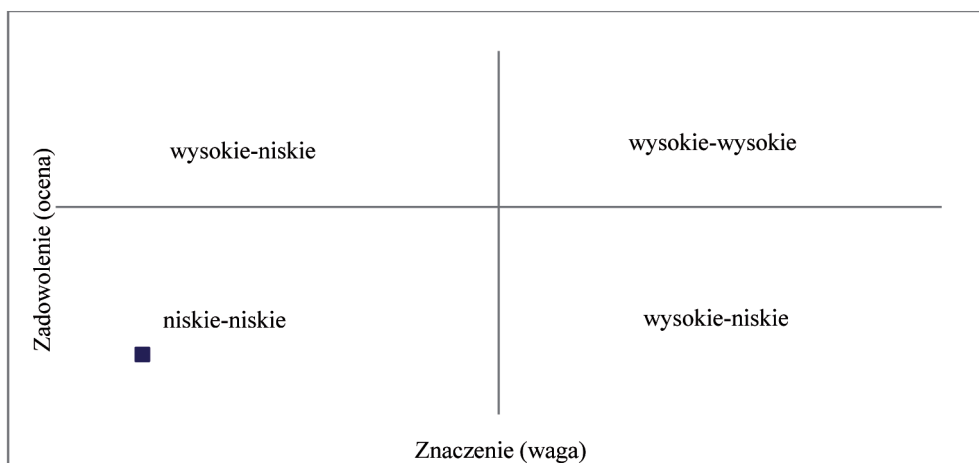 wysokie-niskie
wysokie-wysokie
Zadowolenie (ocena)
niskie-niskie
wysokie-niskie
Znaczenie (waga)